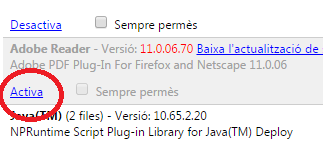 Desactiva Sempre permès
Adobe Reader - Versió: 11.0.06.70 Baixa l'actualització de
Adobe PDF Plug-In For Firefox and Netscape 11.0.06
Activa Sempre permès
Java(TM) (2 files) - Versió: 10.65.2.20
NPRuntime Script Plug-in Library for Java(TM) Deploy